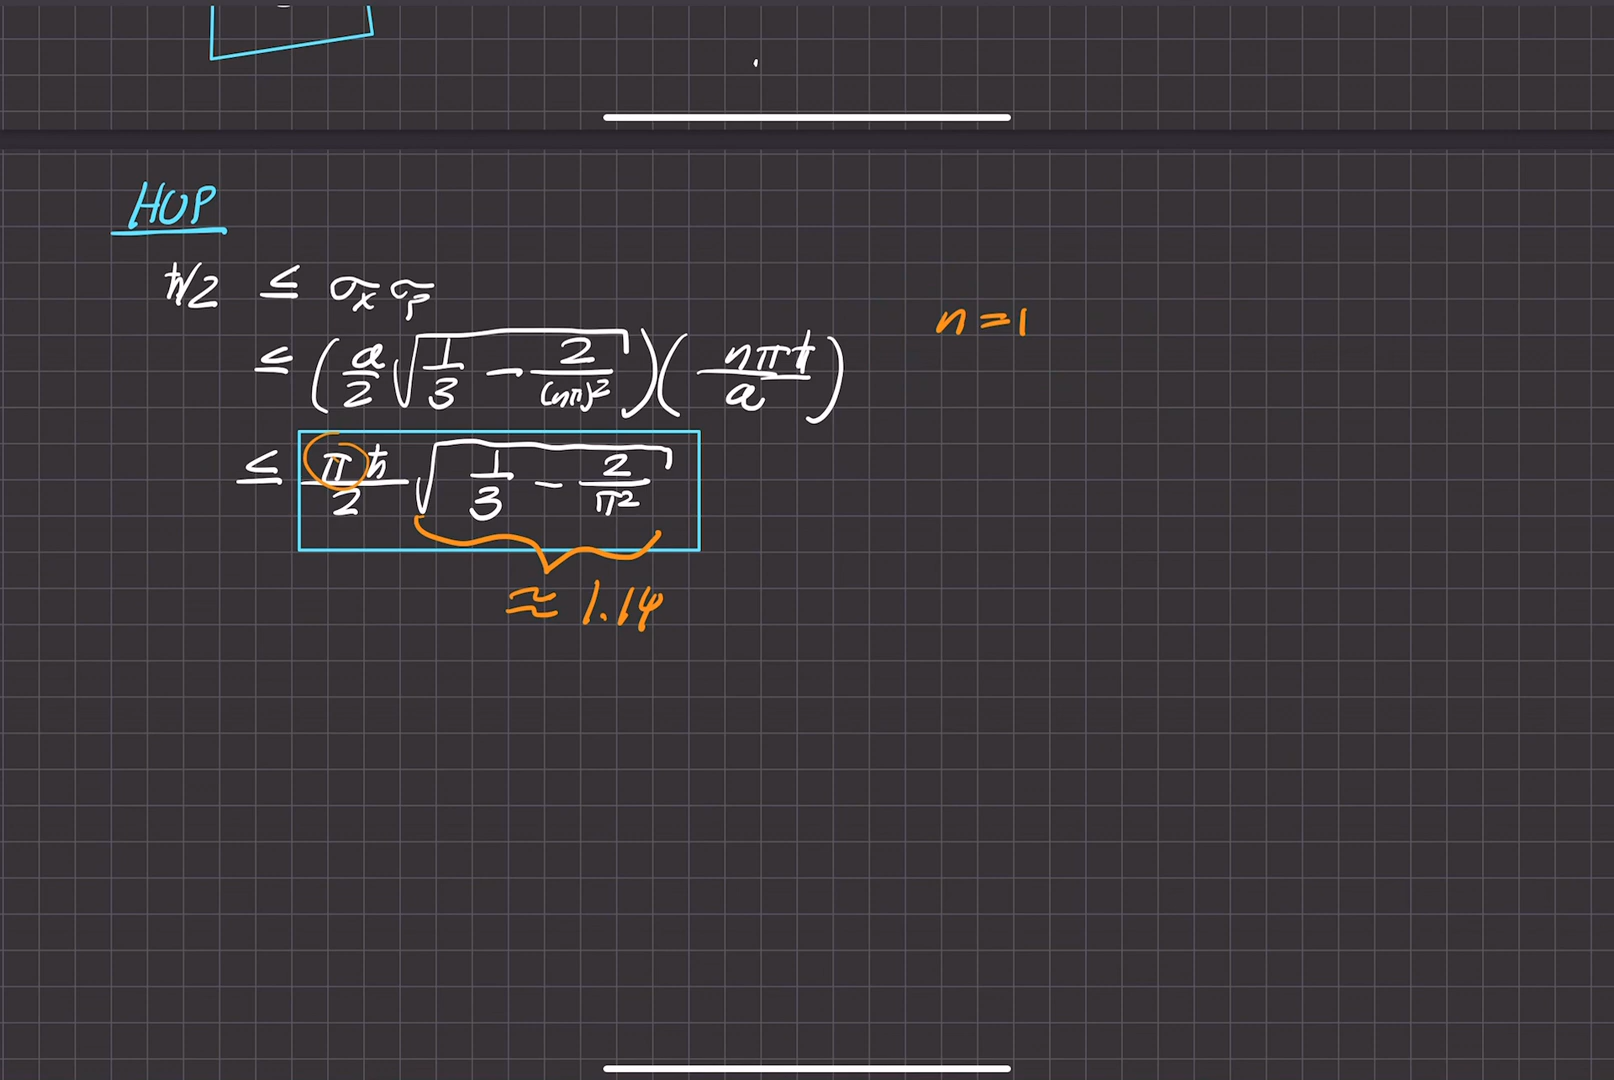 HUP
ħ/2 ≤ σₓ σₚ
n = 1
≤ (a/2 √(1/3 − 2/(nπ)²)) (nπħ/a)
≤ πħ/2 √(1/3 − 2/π²)
≈ 1.14